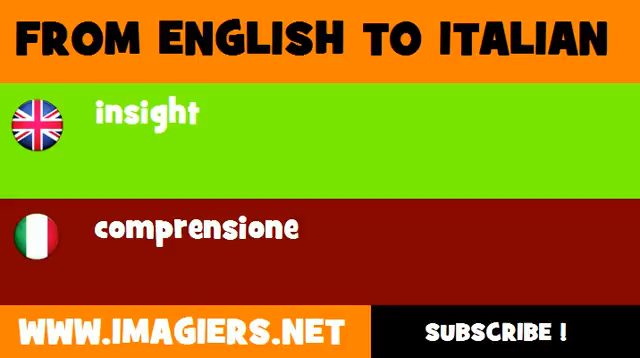 FROM ENGLISH TO ITALIAN
insight
comprensione
WWW.IMAGIERS.NET
SUBSCRIBE !